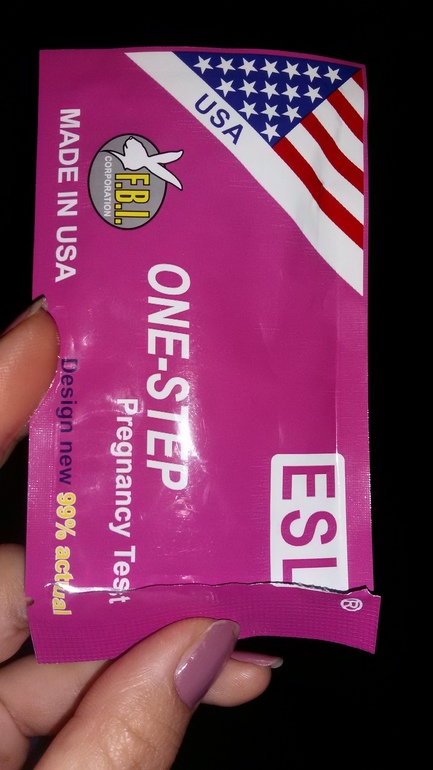 ESL®
USA
ONE-STEP
Pregnancy Test
F.B.I.
CORPORATION
MADE IN USA
Design new 99% actual